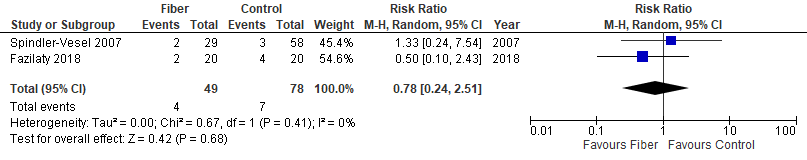 Fiber Control Risk Ratio Risk Ratio
Study or Subgroup Events Total Events Total Weight M-H, Random, 95% CI Year M-H, Random, 95% CI
Spindler-Vesel 2007 2 29 3 58 45.4% 1.33 [0.24, 7.54] 2007
Fazilaty 2018 2 20 4 20 54.6% 0.50 [0.10, 2.43] 2018
Total (95% CI) 49 78 100.0% 0.78 [0.24, 2.51]
Total events 4 7
Heterogeneity: Tau² = 0.00; Chi² = 0.67, df = 1 (P = 0.41); I² = 0%
Test for overall effect: Z = 0.42 (P = 0.68)
0.01 0.1 1 10 100
Favours Fiber Favours Control